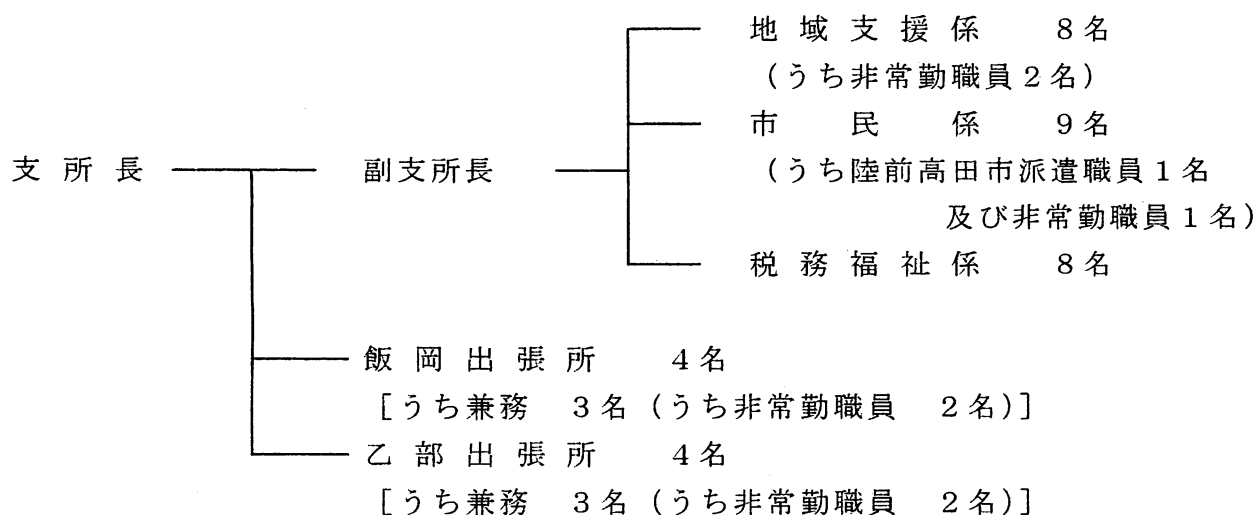 地域支援係 8名
(うち非常勤職員2名)
市民係 9名
支所長 副支所長 (うち陸前高田市派遣職員1名
及び非常勤職員1名)
税務福祉係 8名
飯岡出張所 4名
[うち兼務 3名(うち非常勤職員 2名)]
乙部出張所 4名
[うち兼務 3名(うち非常勤職員 2名)]